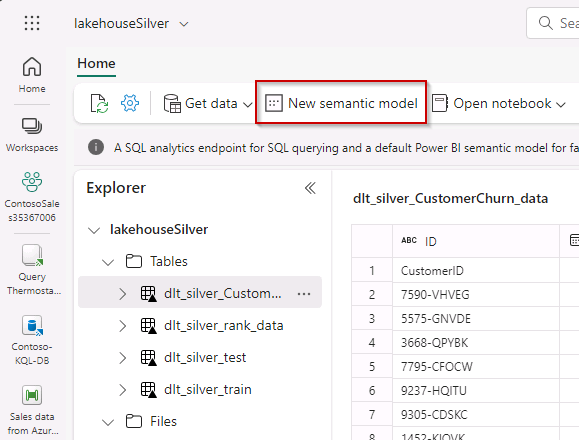 lakehouseSilver
Sea
Home
Home
Get data
New semantic model
Open notebook
Workspaces
A SQL analytics endpoint for SQL querying and a default Power BI semantic model for fa
ContosoSale
s35367006
Query
Thermosta...
Contoso-
KQL-DB
Sales data
from Azur...
Explorer
lakehouseSilver
Tables
dlt_silver_Custom...
dlt_silver_rank_data
dlt_silver_test
dlt_silver_train
Files
dlt_silver_CustomerChurn_data
ABC ID
1 CustomerID
2 7590-VHVEG
3 5575-GNVDE
4 3668-QPYBK
5 7795-CFOCW
6 9237-HQITU
7 9305-CDSKC
8 1452-KIOVK